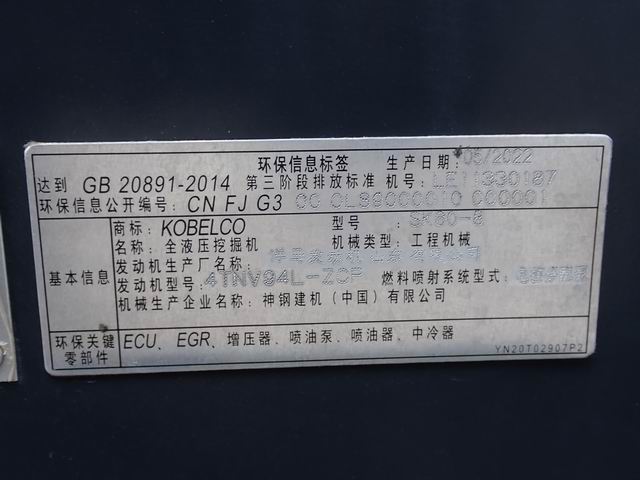 环保信息标签 生产日期:05/2022
达到 GB 20891-2014 第三阶段排放标准 机号:LE11330187
环保信息公开编号:CN FJ G3 00 0L39000010 000001
基本信息
商标:KOBELCO 型号:SK60-8
名称:全液压挖掘机 机械类型:工程机械
发动机生产厂名称:
发动机型号:4TNV94L-ZCP 燃料喷射系统型式:
机械生产企业名称:神钢建机(中国)有限公司
环保关键零部件
ECU、EGR、增压器、喷油泵、喷油器、中冷器
YN20T02907P2